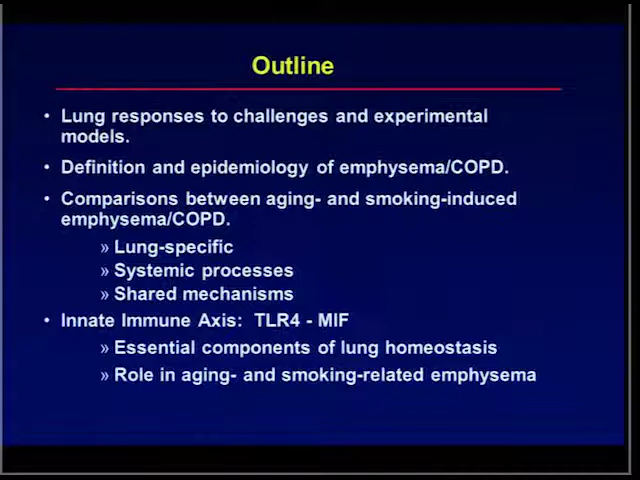 Outline
• Lung responses to challenges and experimental
models.
• Definition and epidemiology of emphysema/COPD.
• Comparisons between aging- and smoking-induced
emphysema/COPD.
» Lung-specific
» Systemic processes
» Shared mechanisms
• Innate Immune Axis: TLR4 - MIF
» Essential components of lung homeostasis
» Role in aging- and smoking-related emphysema